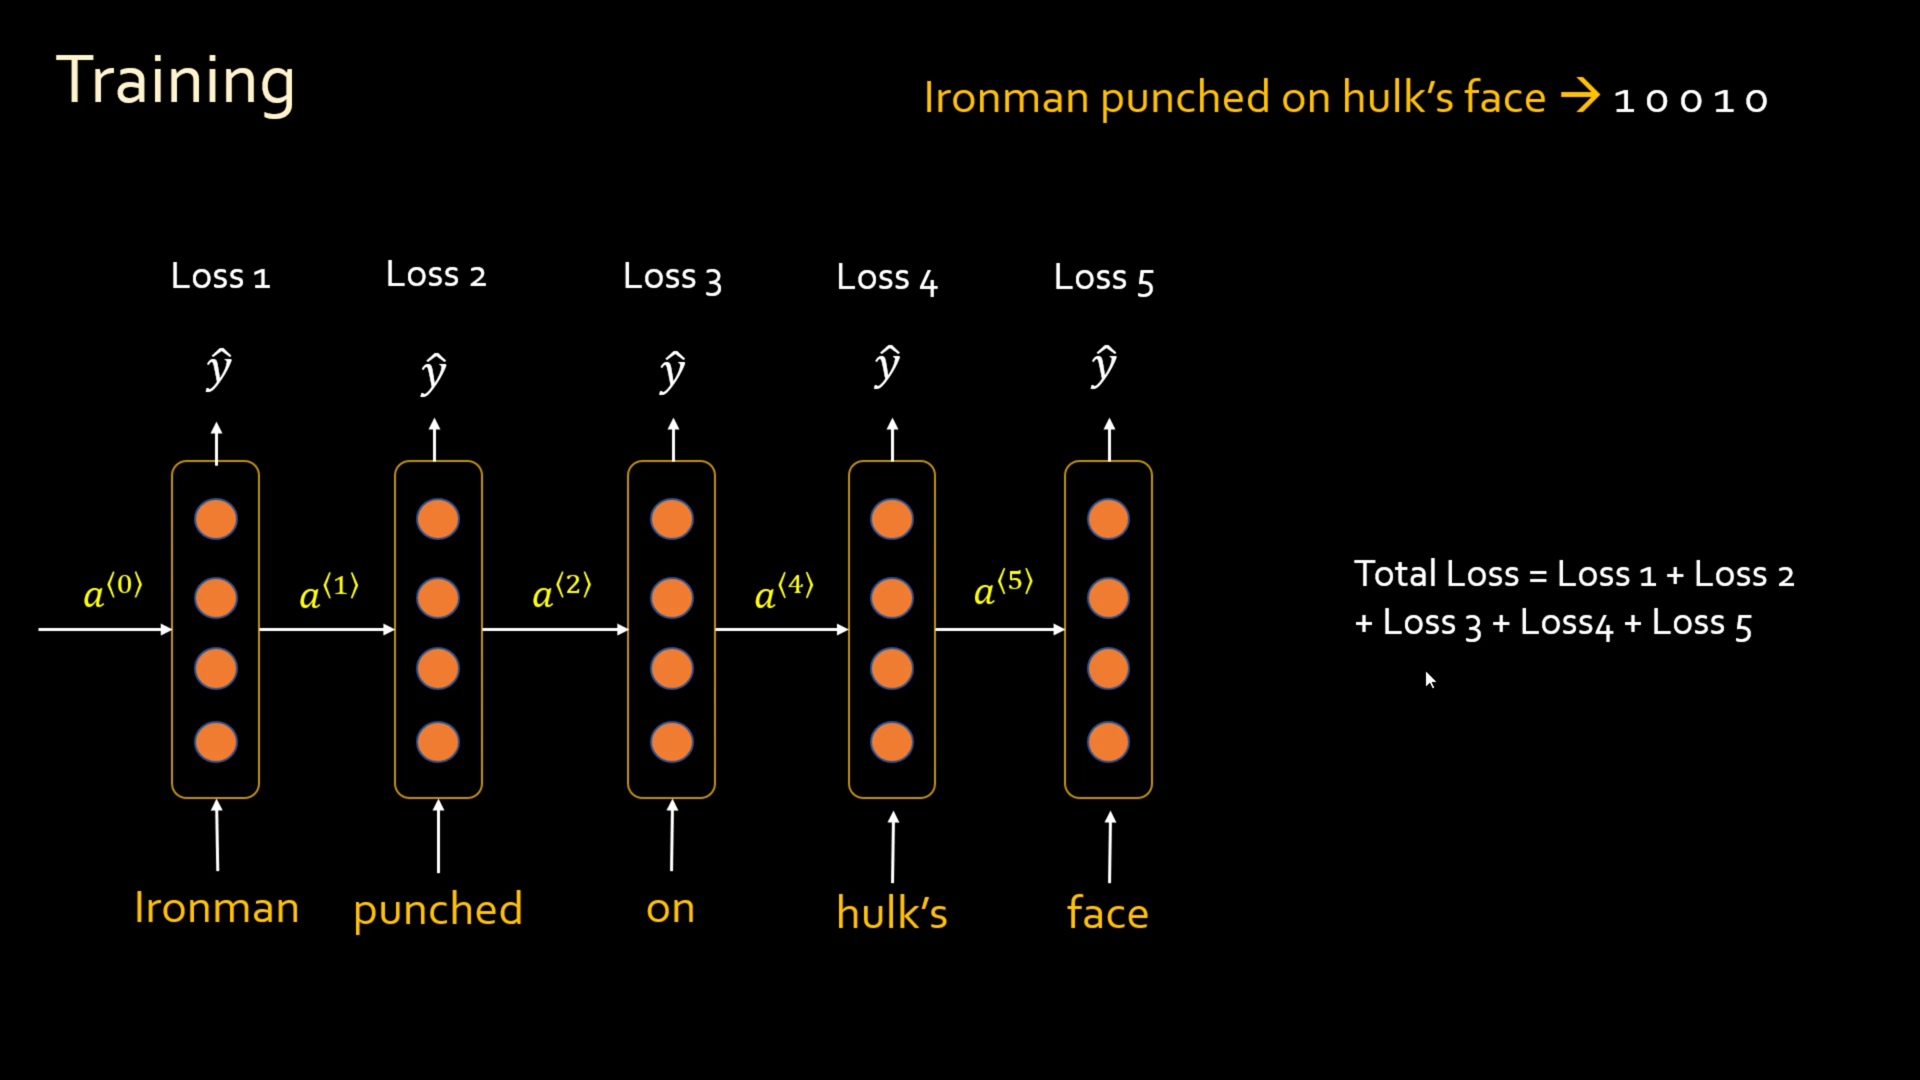 Training
Ironman punched on hulk's face → 1 0 0 1 0
Loss 1
Loss 2
Loss 3
Loss 4
Loss 5
ŷ
ŷ
ŷ
ŷ
ŷ
a⟨0⟩
a⟨1⟩
a⟨2⟩
a⟨4⟩
a⟨5⟩
Total Loss = Loss 1 + Loss 2
+ Loss 3 + Loss4 + Loss 5
Ironman
punched
on
hulk's
face